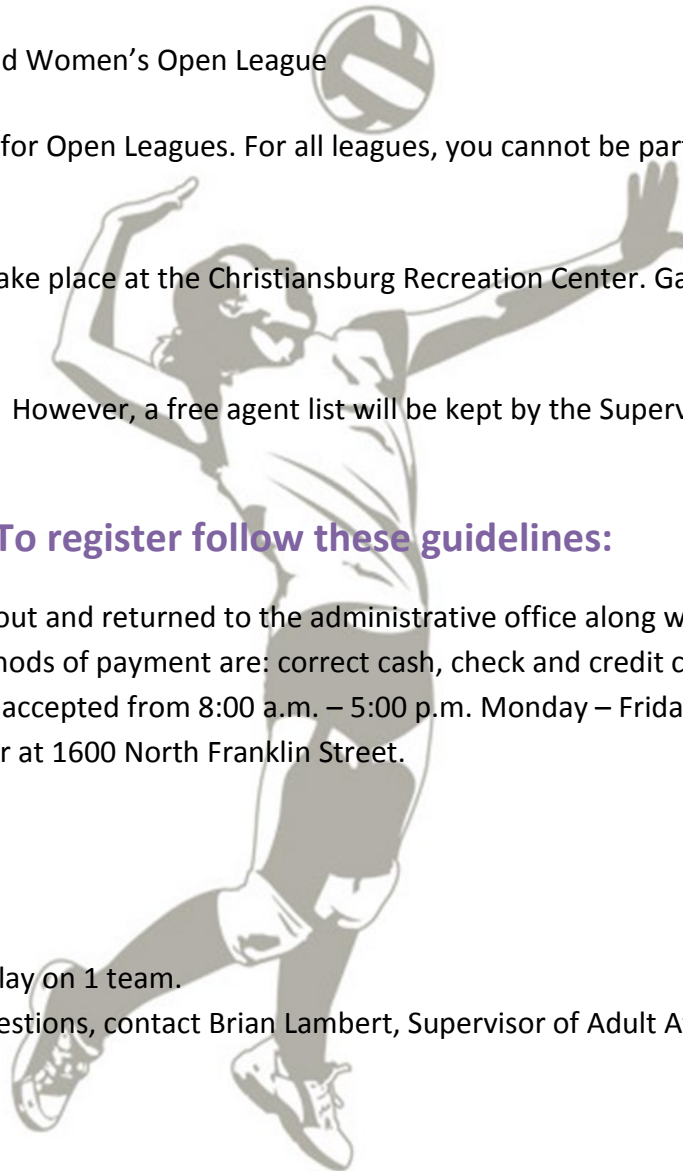 d Women’s Open League
for Open Leagues. For all leagues, you cannot be part
ake place at the Christiansburg Recreation Center. Ga
However, a free agent list will be kept by the Superv
To register follow these guidelines:
out and returned to the administrative office along w
hods of payment are: correct cash, check and credit c
accepted from 8:00 a.m. – 5:00 p.m. Monday – Frida
r at 1600 North Franklin Street.
lay on 1 team.
estions, contact Brian Lambert, Supervisor of Adult At